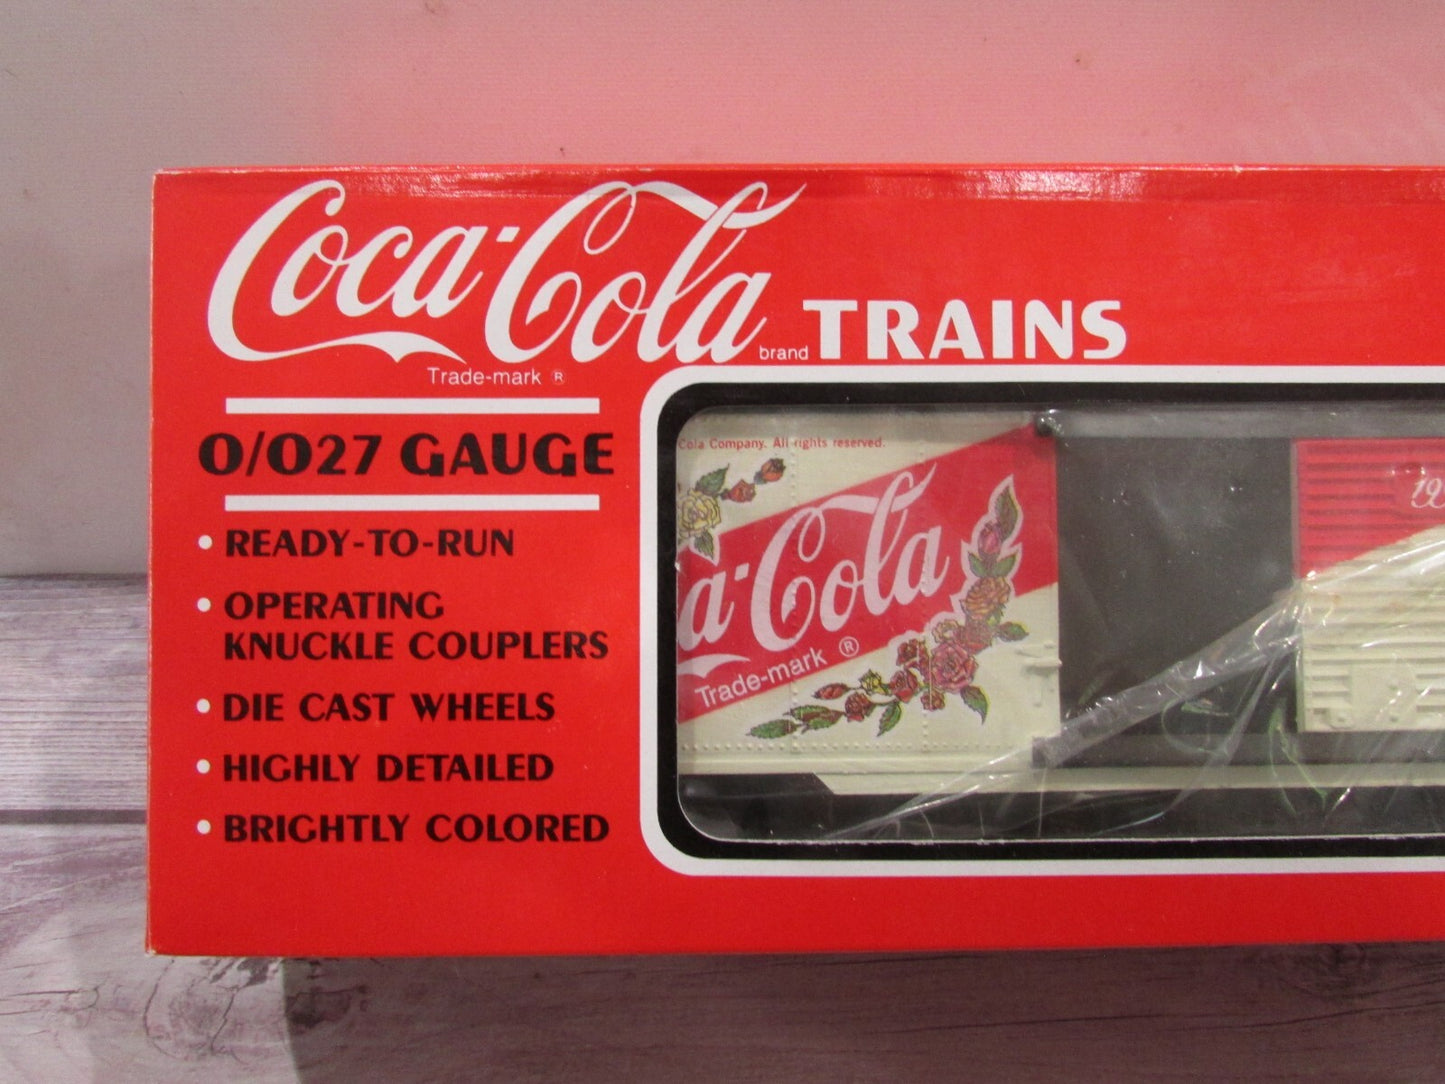 Coca-Cola brand TRAINS
Trade-mark ®
O/O27 GAUGE
• READY-TO-RUN
• OPERATING
KNUCKLE COUPLERS
• DIE CAST WHEELS
• HIGHLY DETAILED
• BRIGHTLY COLORED
Cola Company. All rights reserved.
a-Cola
Trade-mark ®